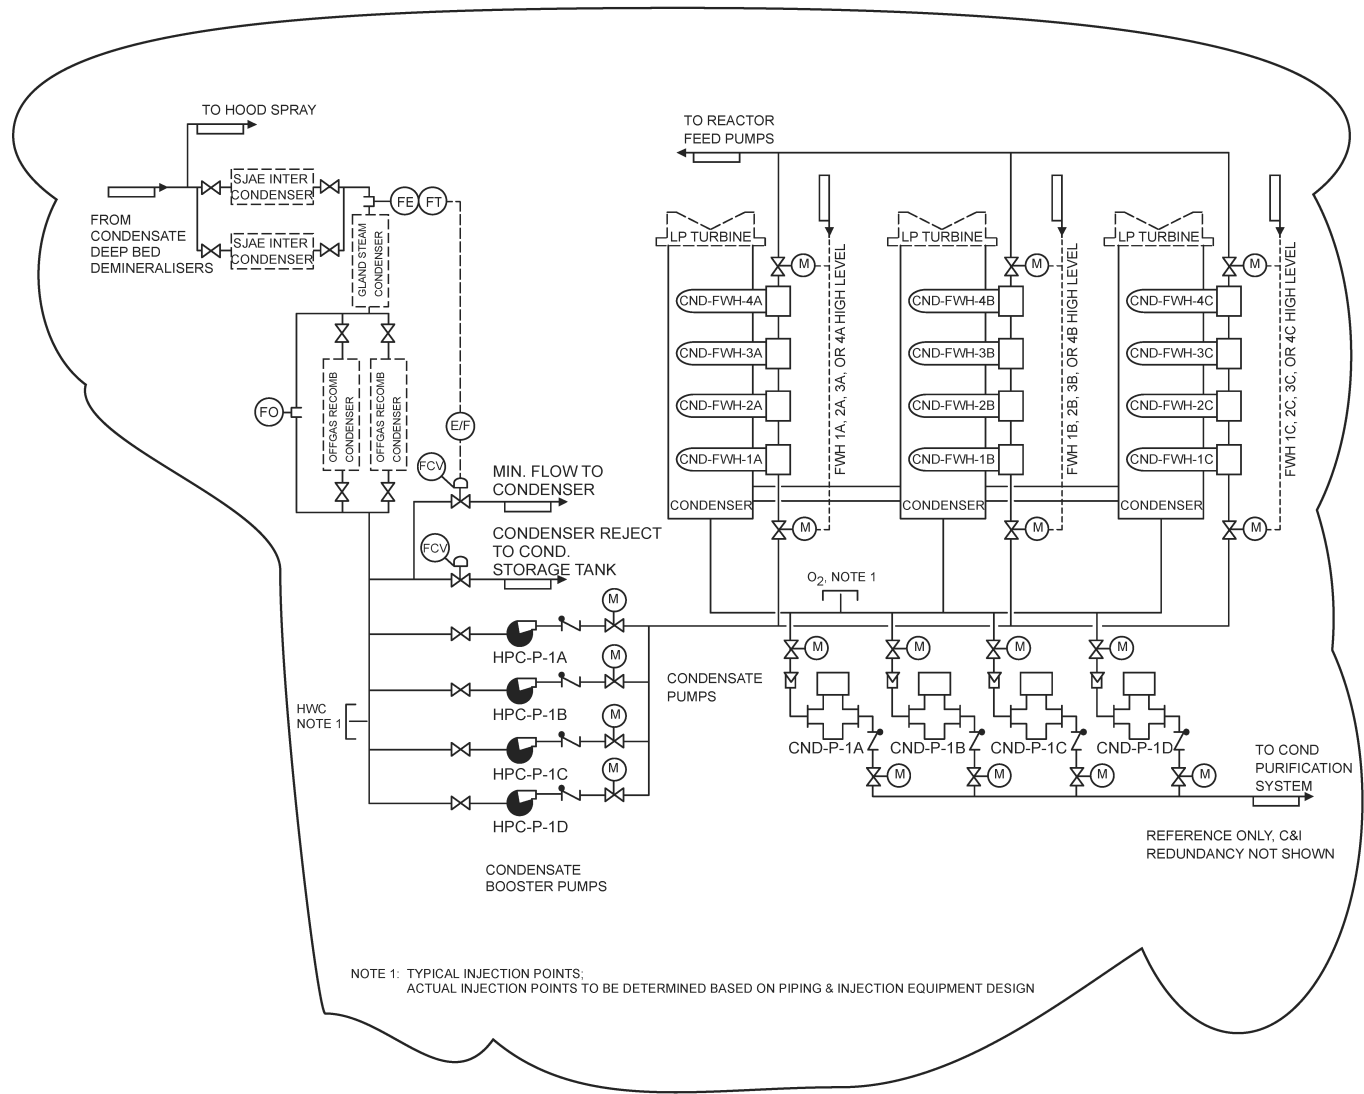 TO HOOD SPRAY
SJAE INTER
CONDENSER
SJAE INTER
CONDENSER
FROM
CONDENSATE
DEEP BED
DEMINERALISERS
FE
FT
GLAND STEAM
CONDENSER
OFFGAS RECOMB
CONDENSER
OFFGAS RECOMB
CONDENSER
FO
E/F
FCV
MIN. FLOW TO
CONDENSER
FCV
CONDENSER REJECT
TO COND.
STORAGE TANK
M
HPC-P-1A
M
HPC-P-1B
M
HPC-P-1C
M
HPC-P-1D
HWC
NOTE 1
CONDENSATE
BOOSTER PUMPS
TO REACTOR
FEED PUMPS
LP TURBINE
M
CND-FWH-4A
CND-FWH-3A
CND-FWH-2A
CND-FWH-1A
CONDENSER
M
FWH 1A, 2A, 3A, OR 4A HIGH LEVEL
LP TURBINE
M
CND-FWH-4B
CND-FWH-3B
CND-FWH-2B
CND-FWH-1B
CONDENSER
M
FWH 1B, 2B, 3B, OR 4B HIGH LEVEL
LP TURBINE
M
CND-FWH-4C
CND-FWH-3C
CND-FWH-2C
CND-FWH-1C
CONDENSER
M
FWH 1C, 2C, 3C, OR 4C HIGH LEVEL
O2, NOTE 1
M
M
M
M
CONDENSATE
PUMPS
CND-P-1A
CND-P-1B
CND-P-1C
CND-P-1D
M
M
M
M
TO COND
PURIFICATION
SYSTEM
REFERENCE ONLY, C&I
REDUNDANCY NOT SHOWN
NOTE 1: TYPICAL INJECTION POINTS;
ACTUAL INJECTION POINTS TO BE DETERMINED BASED ON PIPING & INJECTION EQUIPMENT DESIGN